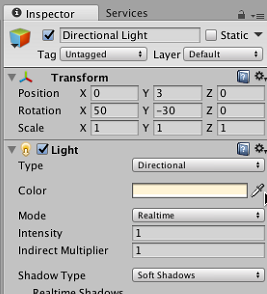 Inspector Services
Directional Light Static
Tag Untagged Layer Default
Transform
Position X 0 Y 3 Z 0
Rotation X 50 Y -30 Z 0
Scale X 1 Y 1 Z 1
Light
Type Directional
Color
Mode Realtime
Intensity 1
Indirect Multiplier 1
Shadow Type Soft Shadows
Realtime Shadows